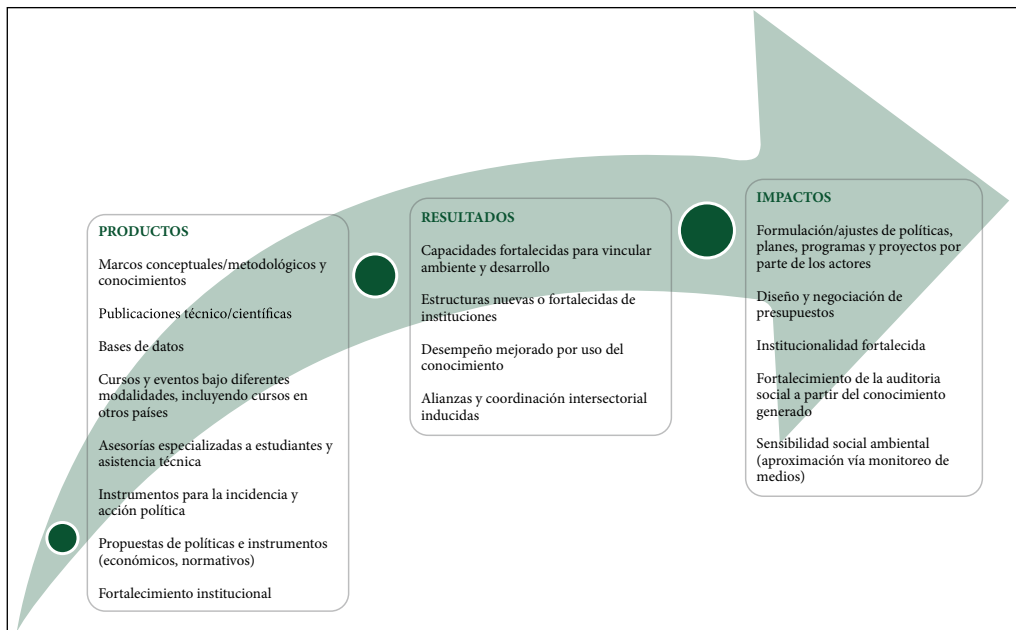 PRODUCTOS
Marcos conceptuales/metodológicos y
conocimientos
Publicaciones técnico/científicas
Bases de datos
Cursos y eventos bajo diferentes
modalidades, incluyendo cursos en
otros países
Asesorías especializadas a estudiantes y
asistencia técnica
Instrumentos para la incidencia y
acción política
Propuestas de políticas e instrumentos
(económicos, normativos)
Fortalecimiento institucional
RESULTADOS
Capacidades fortalecidas para vincular
ambiente y desarrollo
Estructuras nuevas o fortalecidas de
instituciones
Desempeño mejorado por uso del
conocimiento
Alianzas y coordinación intersectorial
inducidas
IMPACTOS
Formulación/ajustes de políticas,
planes, programas y proyectos por
parte de los actores
Diseño y negociación de
presupuestos
Institucionalidad fortalecida
Fortalecimiento de la auditoria
social a partir del conocimiento
generado
Sensibilidad social ambiental
(aproximación vía monitoreo de
medios)